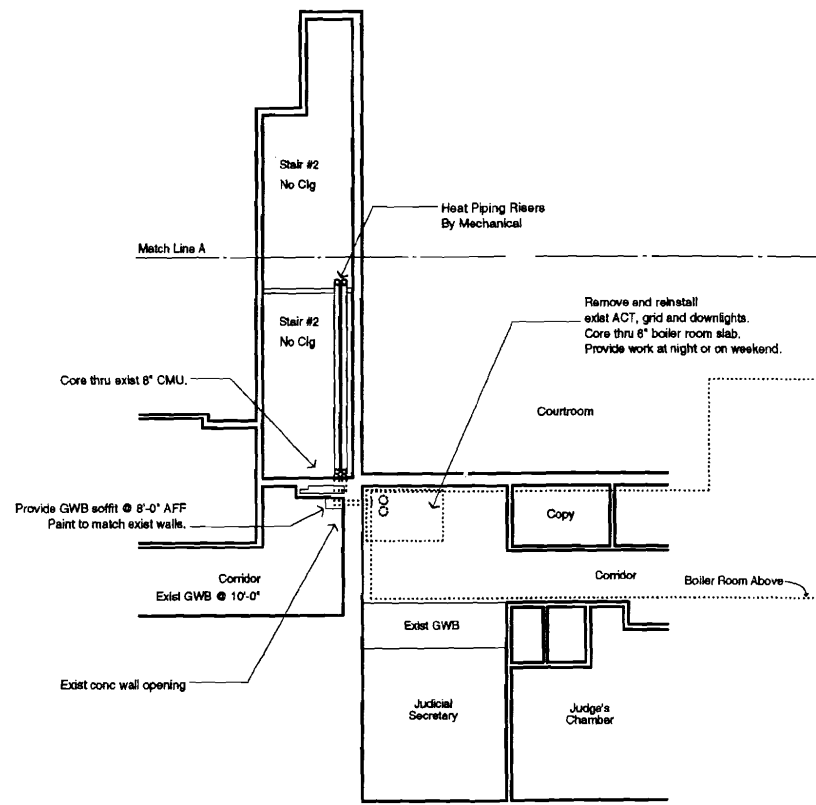 Stair #2
No Clg
Heat Piping Risers
By Mechanical
Match Line A
Remove and reinstall
exist ACT, grid and downlights.
Core thru 8" boiler room slab.
Provide work at night or on weekend.
Stair #2
No Clg
Core thru exist 8" CMU.
Courtroom
Provide GWB soffit @ 8'-0" AFF
Paint to match exist walls.
Copy
Corridor
Exist GWB @ 10'-0"
Corridor
Boiler Room Above
Exist GWB
Exist conc wall opening
Judicial
Secretary
Judge's
Chamber